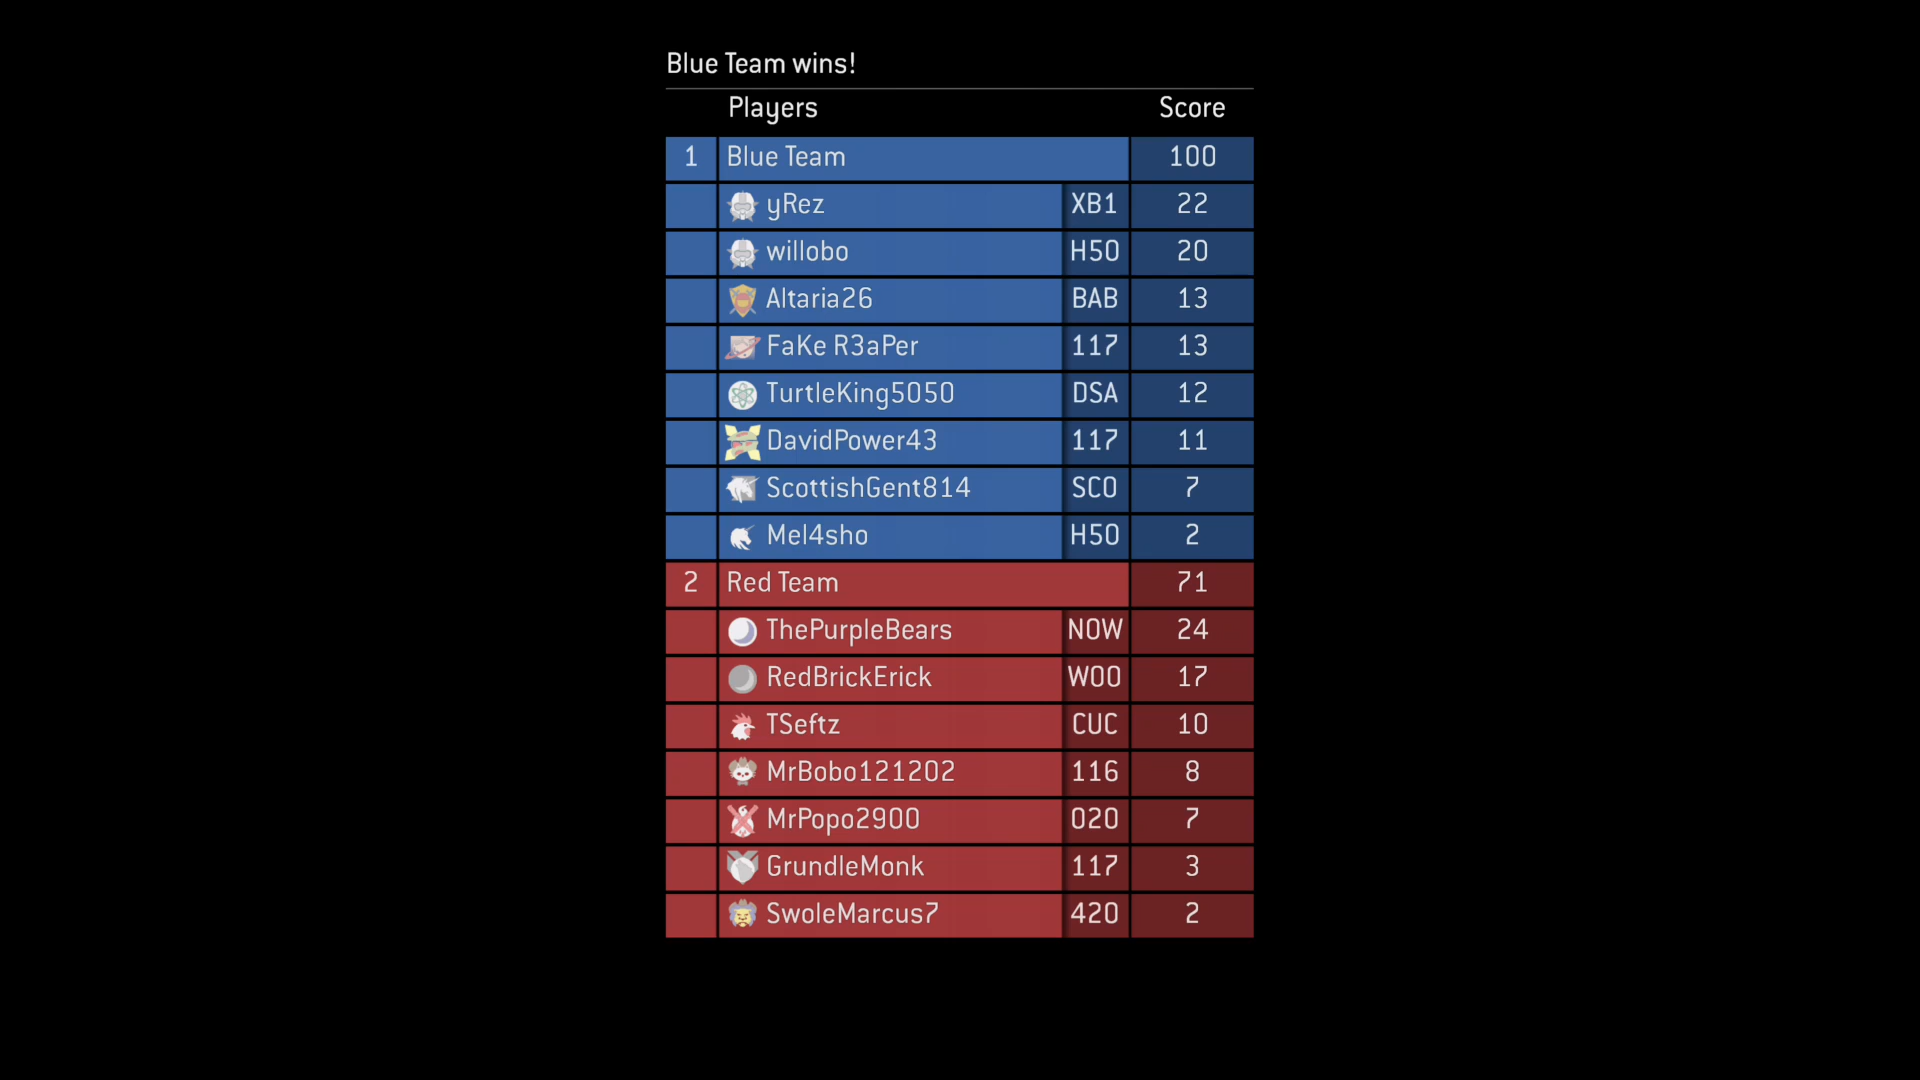 Blue Team wins!
Players Score
1 Blue Team 100
yRez XB1 22
willobo H50 20
Altaria26 BAB 13
FaKe R3aPer 117 13
TurtleKing5050 DSA 12
DavidPower43 117 11
ScottishGent814 SCO 7
Mel4sho H50 2
2 Red Team 71
ThePurpleBears NOW 24
RedBrickErick WOO 17
TSeftz CUC 10
MrBobo121202 116 8
MrPopo2900 020 7
GrundleMonk 117 3
SwoleMarcus7 420 2